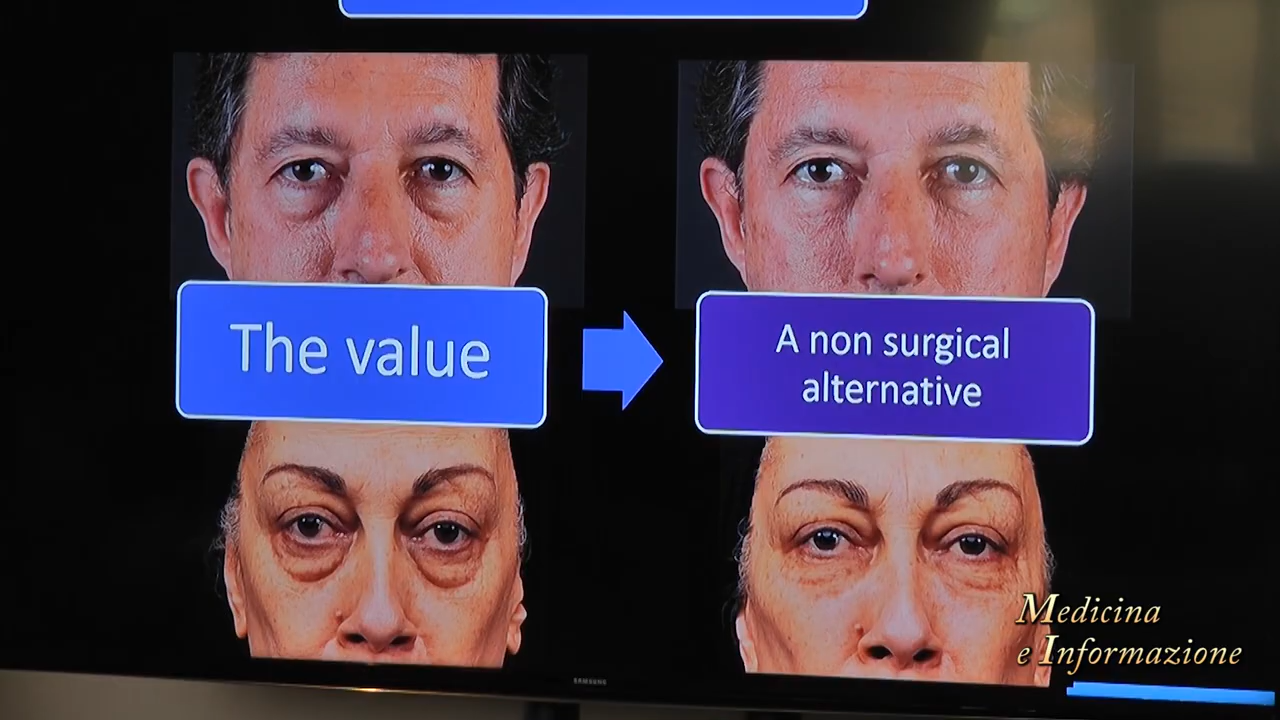 The value
A non surgical
alternative
Medicina
e Informazione
SAMSUNG